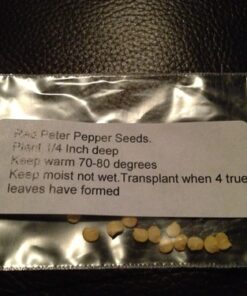 Red Peter Pepper Seeds.
Plant 1/4 Inch deep
Keep warm 70-80 degrees
Keep moist not wet.Transplant when 4 true
leaves have formed